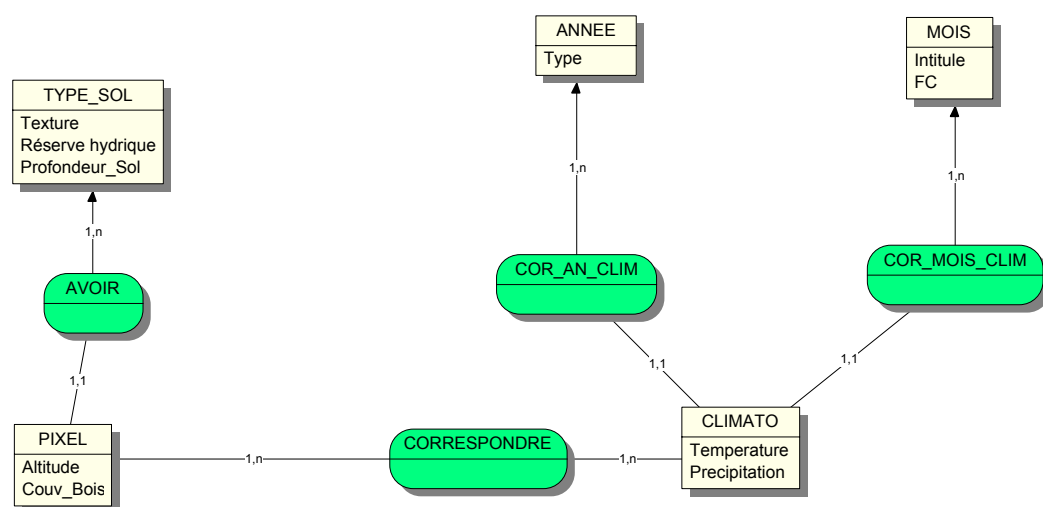 ANNEE
Type
MOIS
Intitule
FC
TYPE_SOL
Texture
Réserve hydrique
Profondeur_Sol
1,n
1,n
1,n
AVOIR
COR_AN_CLIM
COR_MOIS_CLIM
1,1
1,1
1,1
PIXEL
Altitude
Couv_Bois
1,n
CORRESPONDRE
1,n
CLIMATO
Temperature
Precipitation